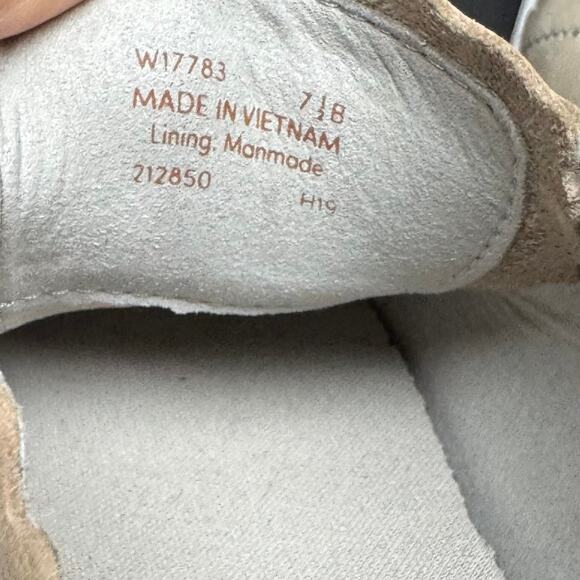 W17783 7½B
MADE IN VIETNAM
Lining, Manmade
212850 H19